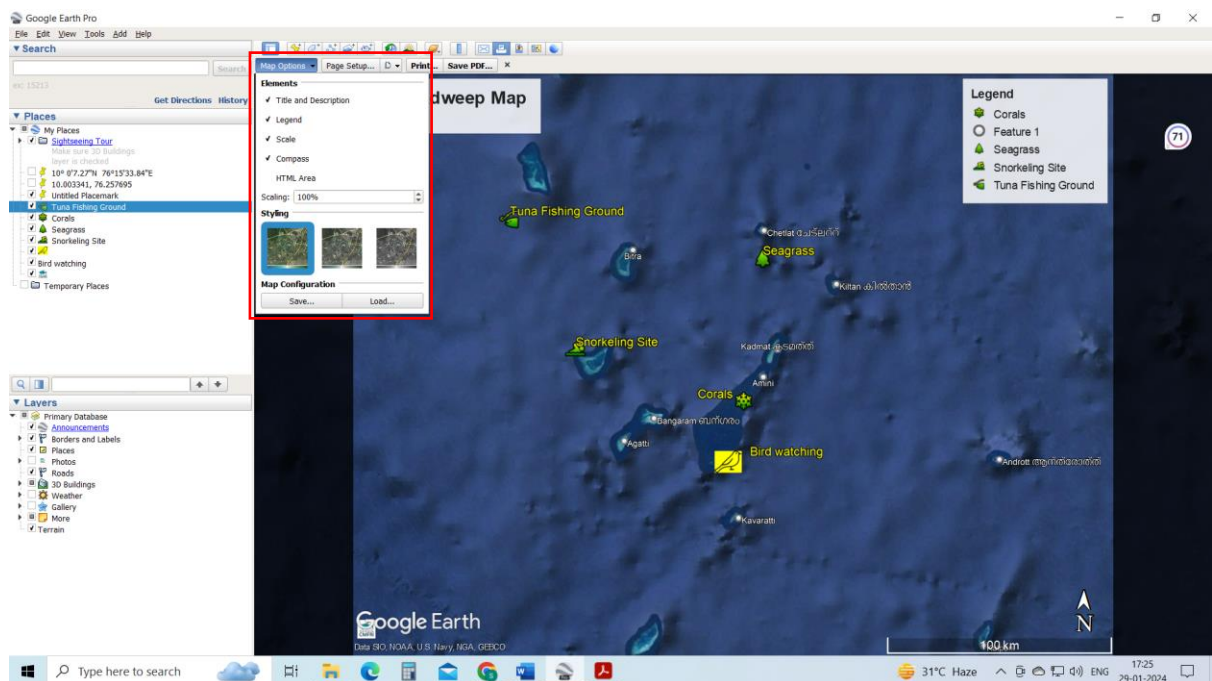 Google Earth Pro
File Edit View Tools Add Help
Search
Search
ex: 15213
Get Directions History
Places
My Places
Sightseeing Tour
Make sure 3D Buildings
layer is checked
10° 0'7.27"N 76°15'33.84"E
10.003341, 76.257695
Untitled Placemark
Tuna Fishing Ground
Corals
Seagrass
Snorkeling Site
Bird watching
Temporary Places
Layers
Primary Database
Announcements
Borders and Labels
Places
Photos
Roads
3D Buildings
Weather
Gallery
More
Terrain
Map Options Page Setup... Print... Save PDF...
Elements
Title and Description
Legend
Scale
Compass
HTML Area
Scaling: 100%
Styling
Map Configuration
Save... Load...
dweep Map
Legend
Corals
Feature 1
Seagrass
Snorkeling Site
Tuna Fishing Ground
71
Tuna Fishing Ground
Chetlat
Bitra
Seagrass
Kiltan കിൽത്താൻ
Snorkeling Site
Kadmat
Amini
Corals
Bangaram ബന്ഗരം
Agatti
Bird watching
Andrott
Kavaratti
N
Google Earth
Data SIO, NOAA, U.S. Navy, NGA, GEBCO
100 km
Type here to search
31°C Haze
ENG
17:25
29-01-2024